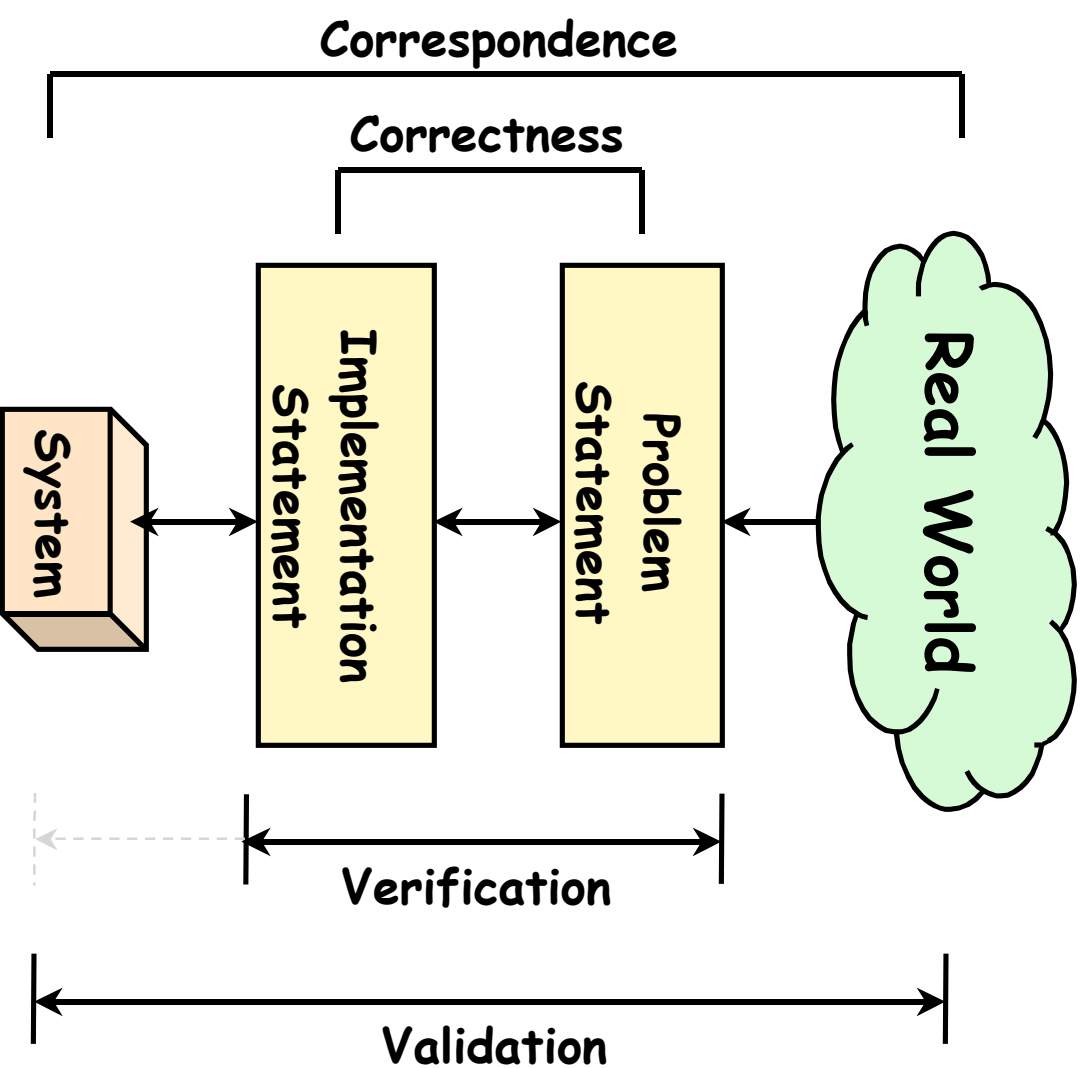 Correspondence
Correctness
System
Implementation
Statement
Problem
Statement
Real World
Verification
Validation